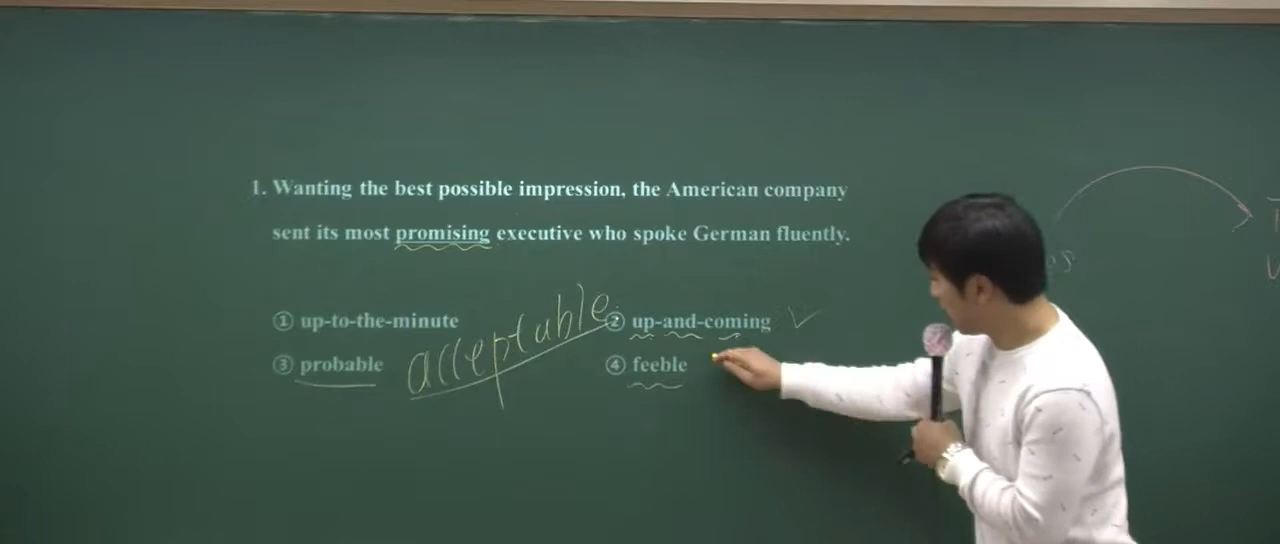 1. Wanting the best possible impression, the American company
sent its most promising executive who spoke German fluently.
① up-to-the-minute
② up-and-coming
③ probable
acceptable
④ feeble